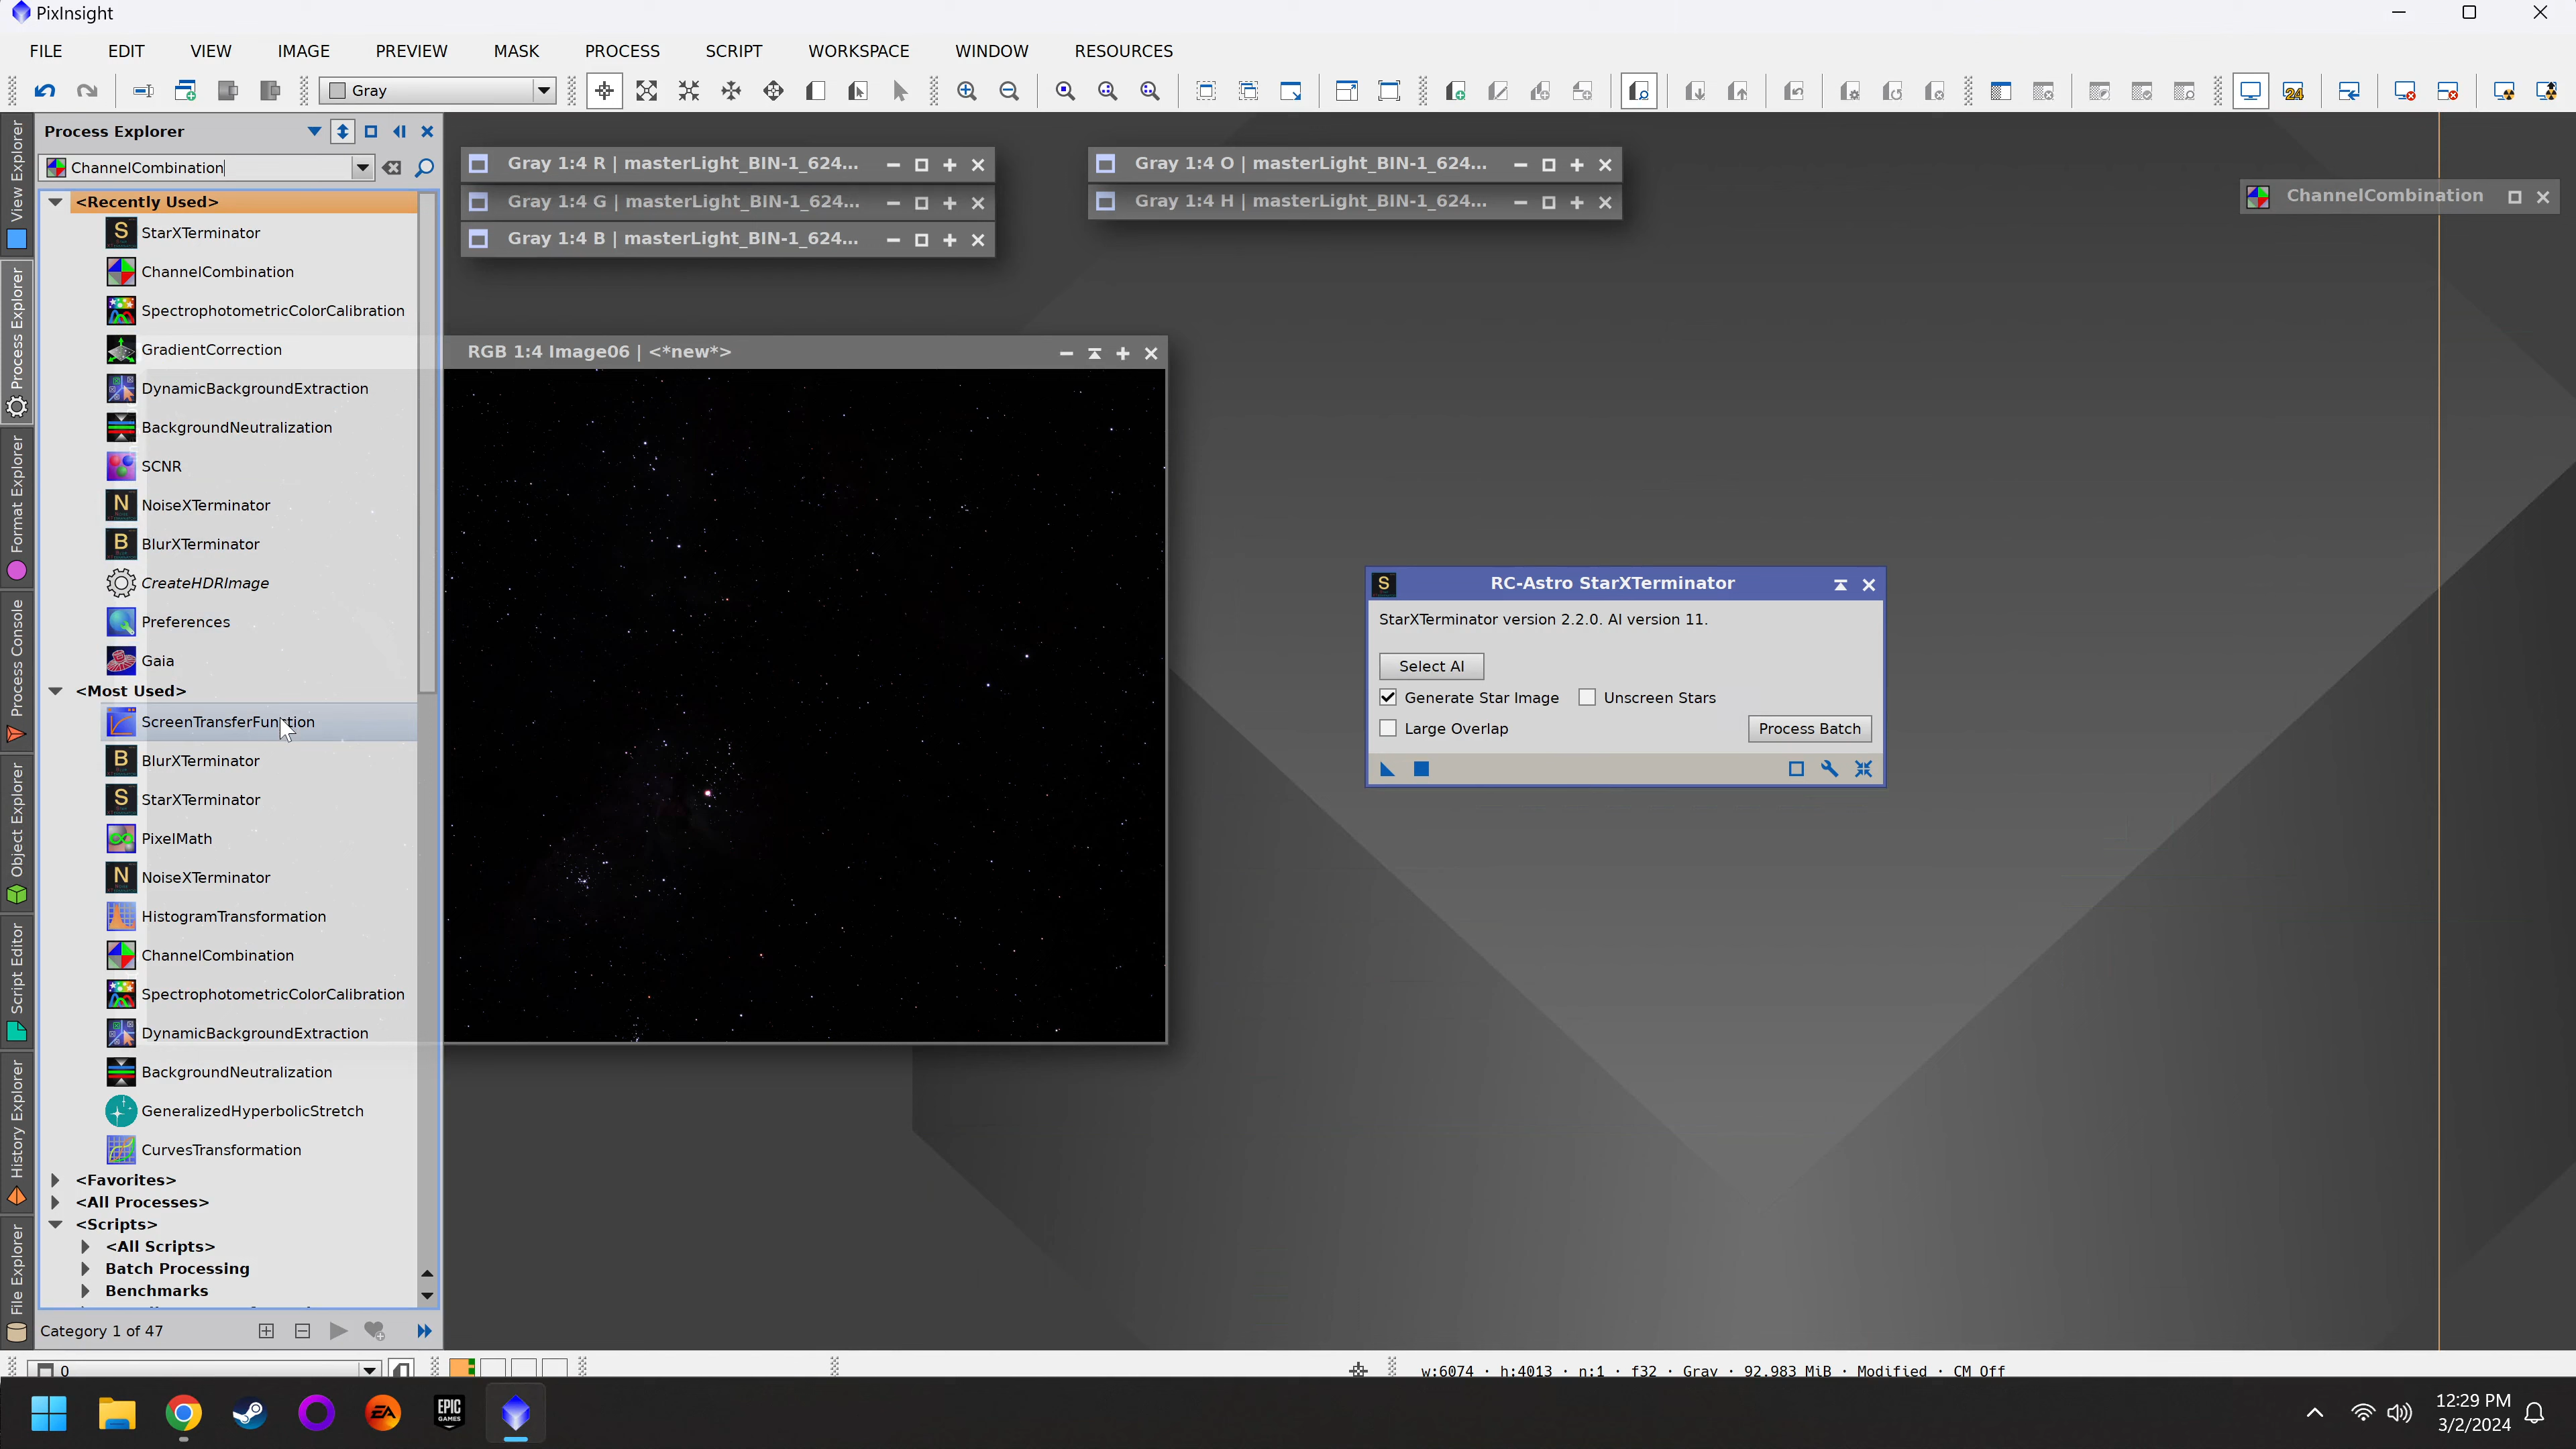 PixInsight
FILE EDIT VIEW IMAGE PREVIEW MASK PROCESS SCRIPT WORKSPACE WINDOW RESOURCES
Gray
24
Process Explorer
ChannelCombination
<Recently Used>
StarXTerminator
ChannelCombination
SpectrophotometricColorCalibration
GradientCorrection
DynamicBackgroundExtraction
BackgroundNeutralization
SCNR
NoiseXTerminator
BlurXTerminator
CreateHDRImage
Preferences
Gaia
<Most Used>
ScreenTransferFunction
BlurXTerminator
StarXTerminator
PixelMath
NoiseXTerminator
HistogramTransformation
ChannelCombination
SpectrophotometricColorCalibration
DynamicBackgroundExtraction
BackgroundNeutralization
GeneralizedHyperbolicStretch
CurvesTransformation
<Favorites>
<All Processes>
<Scripts>
<All Scripts>
Batch Processing
Benchmarks
Category 1 of 47
View Explorer
Process Explorer
Format Explorer
Process Console
Object Explorer
Script Editor
History Explorer
File Explorer
Gray 1:4 R | masterLight_BIN-1_624...
Gray 1:4 G | masterLight_BIN-1_624...
Gray 1:4 B | masterLight_BIN-1_624...
Gray 1:4 O | masterLight_BIN-1_624...
Gray 1:4 H | masterLight_BIN-1_624...
ChannelCombination
RGB 1:4 Image06 | <*new*>
S RC-Astro StarXTerminator
StarXTerminator version 2.2.0. AI version 11.
Select AI
Generate Star Image Unscreen Stars
Large Overlap Process Batch
0
w:6074 · h:4013 · n:1 · f32 · Gray · 92.983 MiB · Modified · CM Off
EA
EPIC GAMES
12:29 PM
3/2/2024